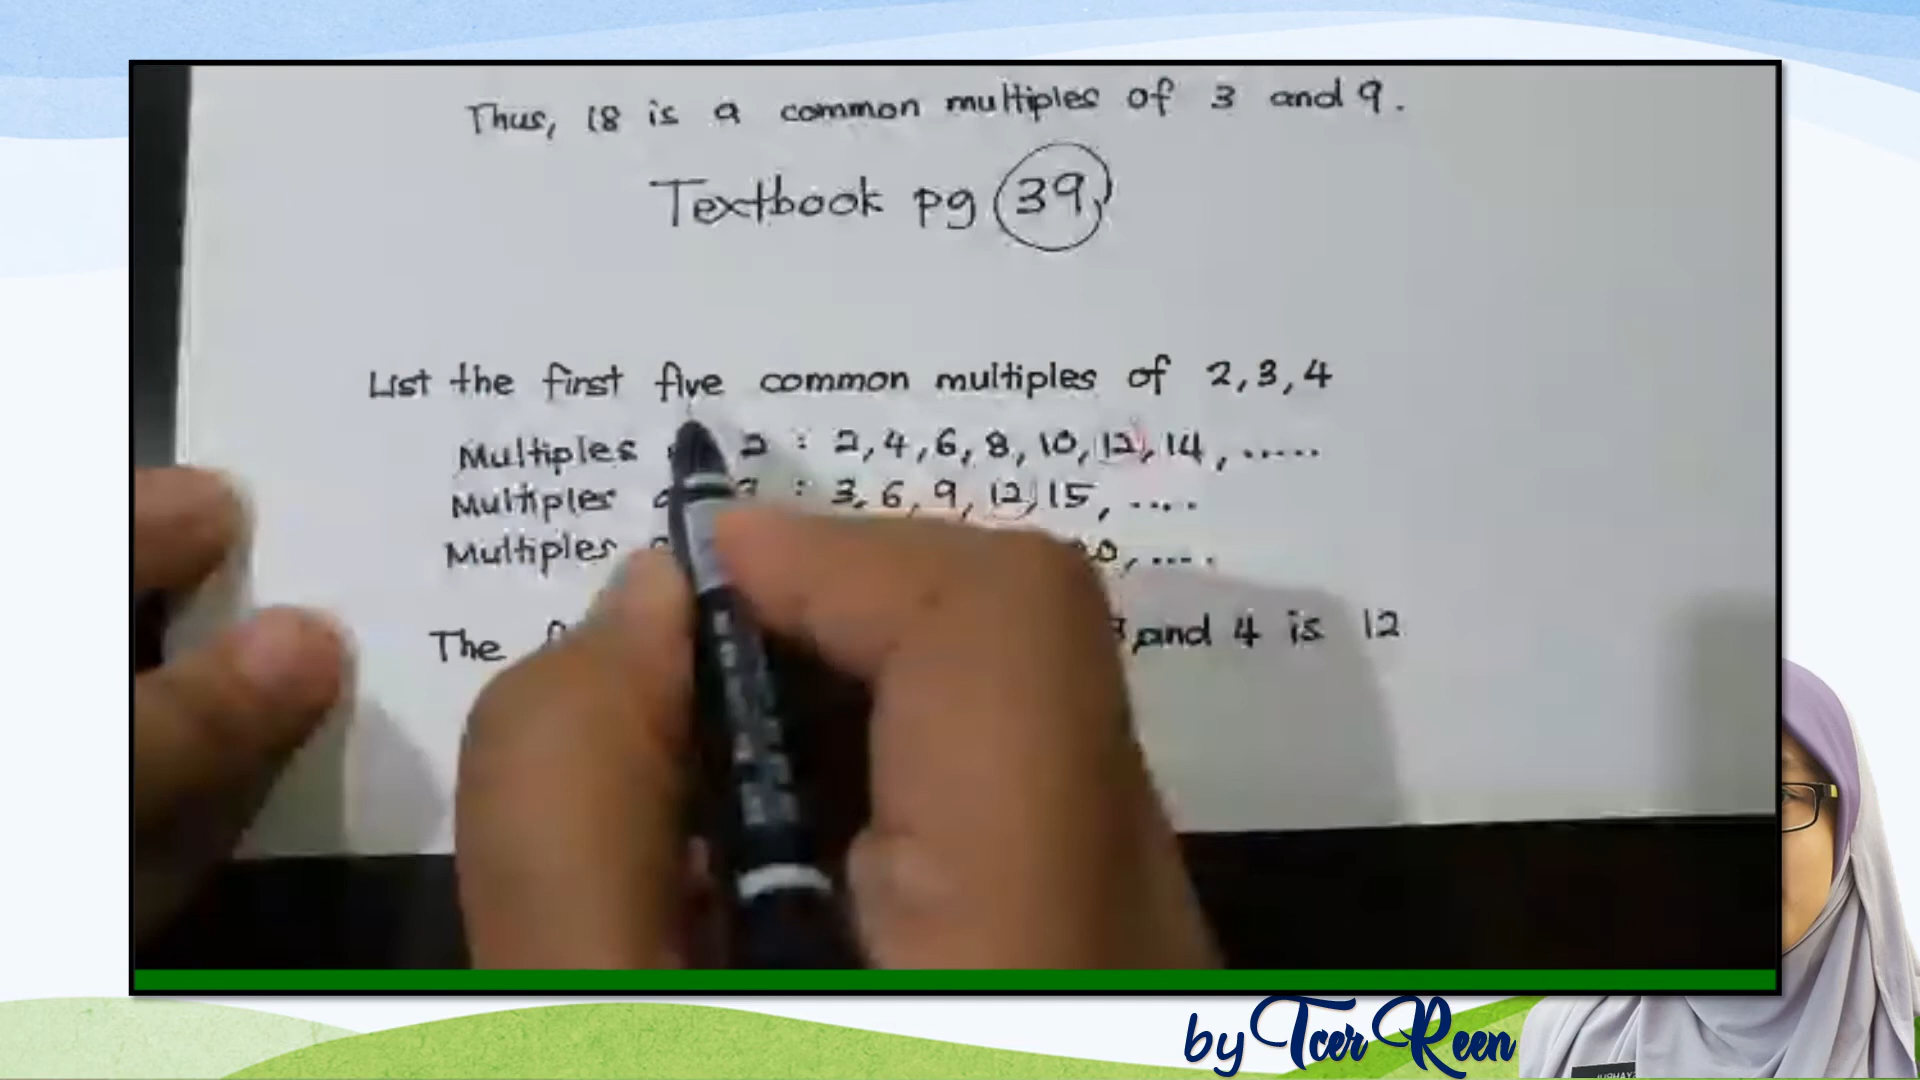 Thus, 18 is a common multiples of 3 and 9.
Textbook pg 39
List the first five common multiples of 2, 3, 4
Multiples 2 : 2, 4, 6, 8, 10, 12, 14, .....
Multiples : 3, 6, 9, 12, 15, ....
Multiples ....
The and 4 is 12
by Tcer Reen